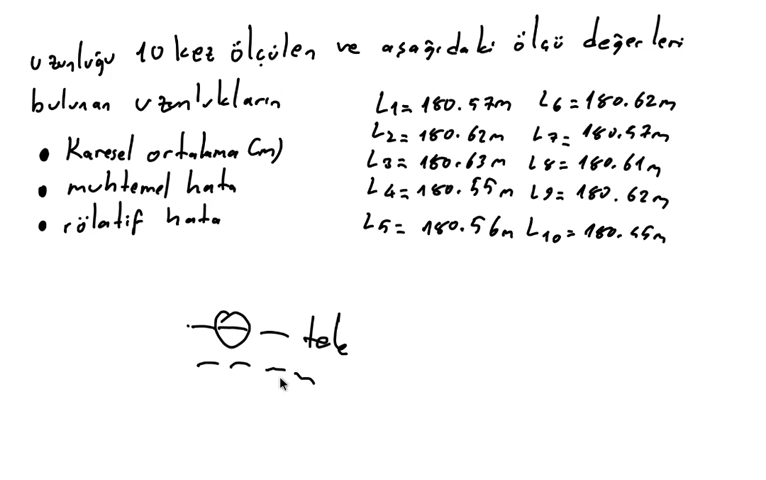 uzunluğu 10 kez ölçülen ve aşağıdaki ölçü değerleri
bulunan uzunlukların
• Karesel ortalama (m)
• muhtemel hata
• rölatif hata
L1 = 180.57m L6 = 180.62m
L2 = 180.62m L7 = 180.57m
L3 = 180.63m L8 = 180.61m
L4 = 180.55m L9 = 180.62m
L5 = 180.56m L10 = 180.55m
tek